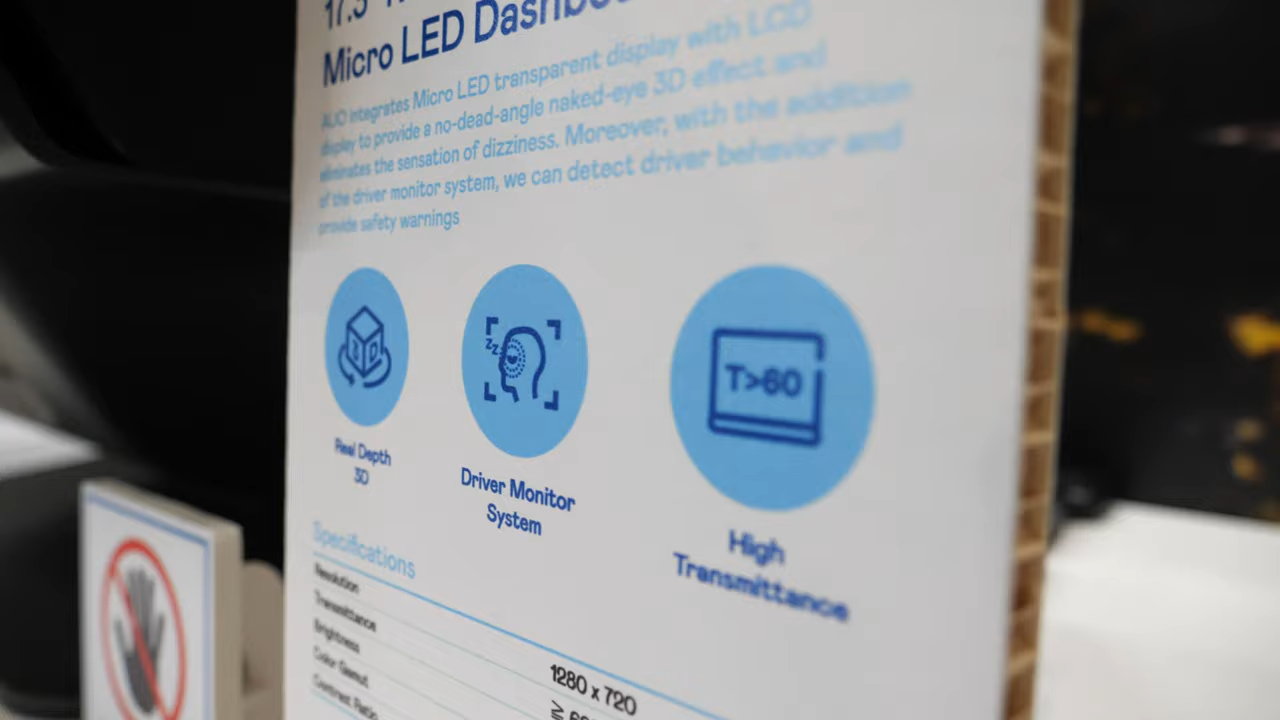 17.3"
Micro LED
AUO integrates Micro LED transparent display with LCD
display to provide a no-dead-angle naked-eye 3D effect and
eliminates the sensation of dizziness. Moreover, with the addition
of the driver monitor system, we can detect driver behavior and
provide safety warnings
3D
zz
T>60
Real Depth
3D
Driver Monitor
System
High
Transmittance
Specifications
Resolution
1280 x 720
Transmittance
Brightness
Color Gamut
Contrast Ratio